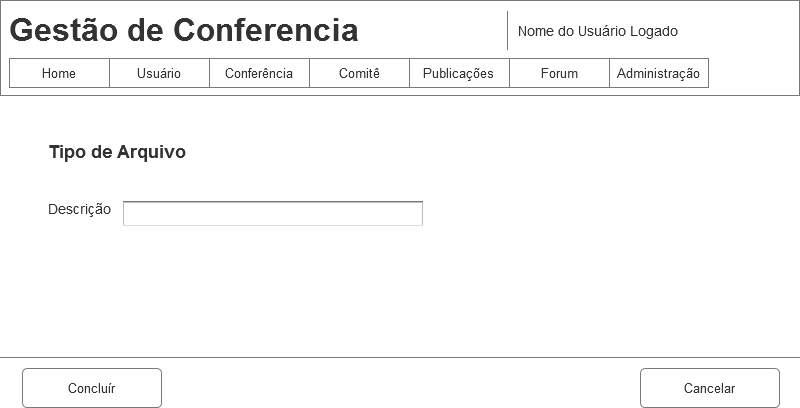 Gestão de Conferencia
Nome do Usuário Logado
Home Usuário Conferência Comitê Publicações Forum Administração
Tipo de Arquivo
Descrição
Concluír Cancelar